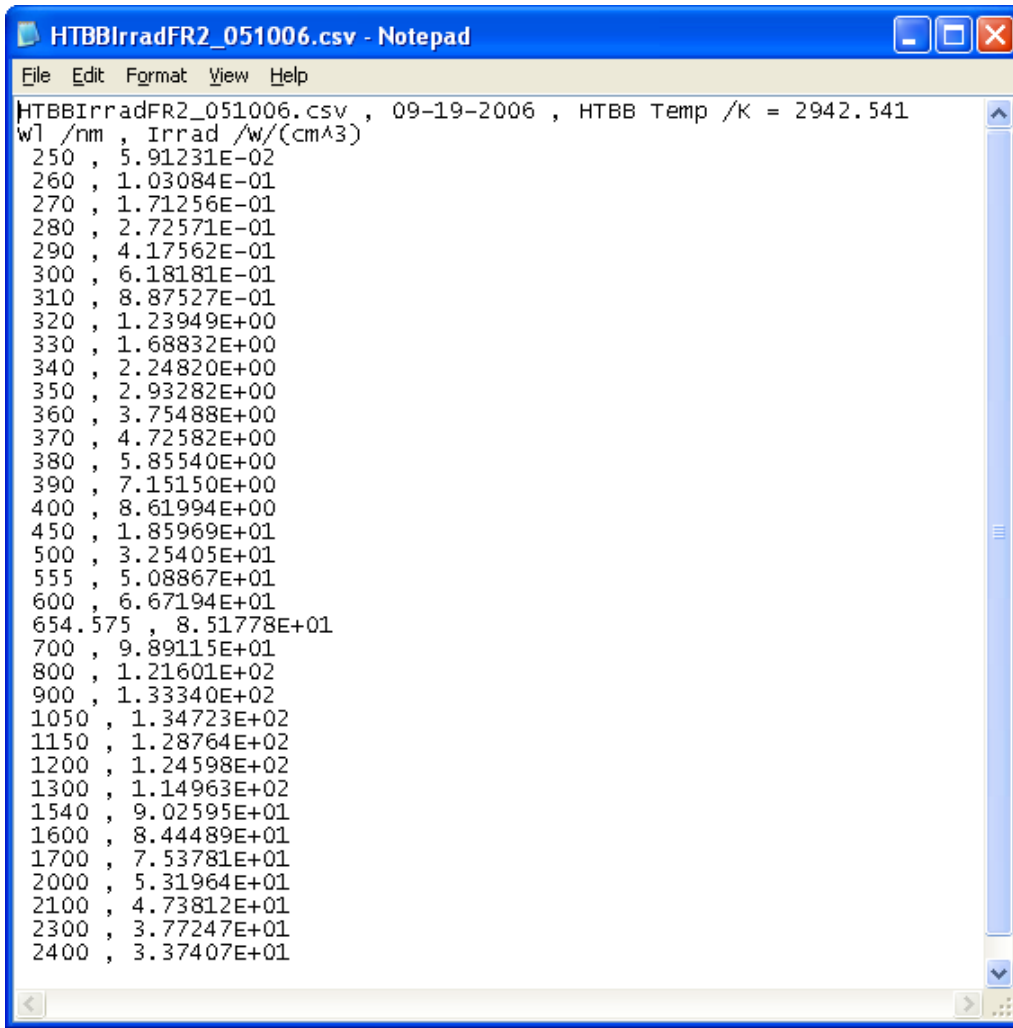 HTBBIrradFR2_051006.csv - Notepad
File Edit Format View Help
HTBBIrradFR2_051006.csv , 09-19-2006 , HTBB Temp /K = 2942.541
wl /nm , Irrad /W/(cm^3)
250 , 5.91231E-02
260 , 1.03084E-01
270 , 1.71256E-01
280 , 2.72571E-01
290 , 4.17562E-01
300 , 6.18181E-01
310 , 8.87527E-01
320 , 1.23949E+00
330 , 1.68832E+00
340 , 2.24820E+00
350 , 2.93282E+00
360 , 3.75488E+00
370 , 4.72582E+00
380 , 5.85540E+00
390 , 7.15150E+00
400 , 8.61994E+00
450 , 1.85969E+01
500 , 3.25405E+01
555 , 5.08867E+01
600 , 6.67194E+01
654.575 , 8.51778E+01
700 , 9.89115E+01
800 , 1.21601E+02
900 , 1.33340E+02
1050 , 1.34723E+02
1150 , 1.28764E+02
1200 , 1.24598E+02
1300 , 1.14963E+02
1540 , 9.02595E+01
1600 , 8.44489E+01
1700 , 7.53781E+01
2000 , 5.31964E+01
2100 , 4.73812E+01
2300 , 3.77247E+01
2400 , 3.37407E+01